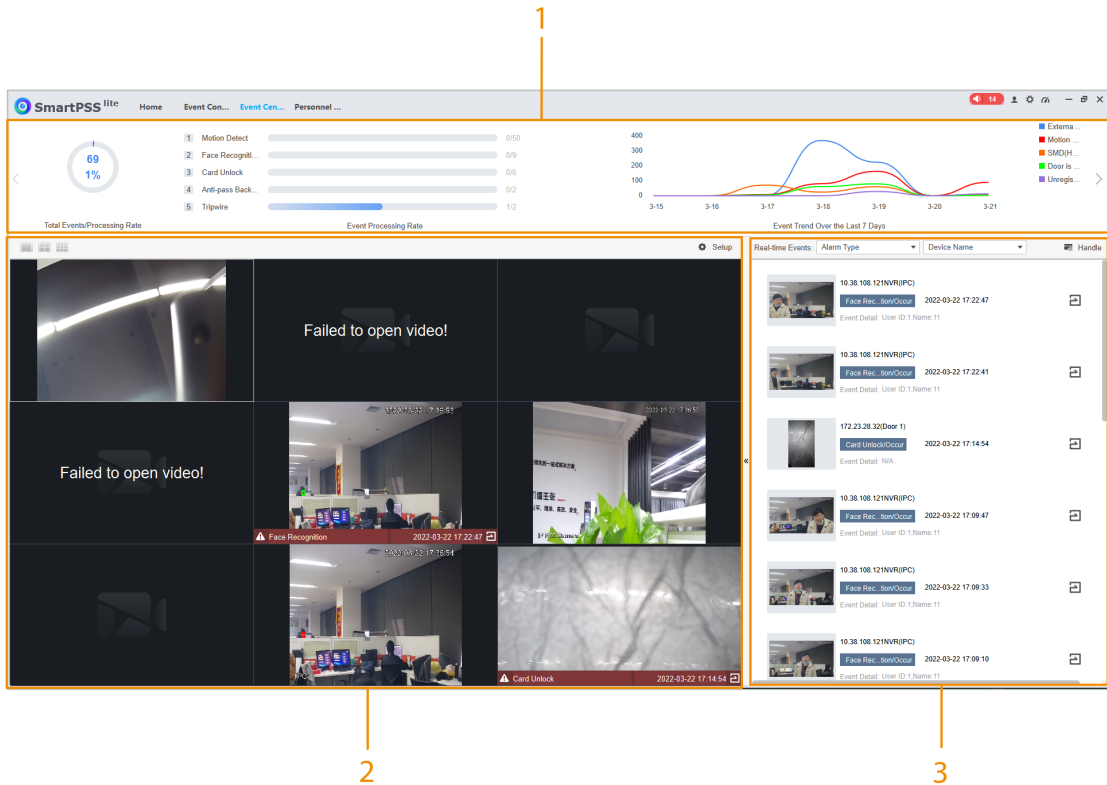 1
SmartPSS lite Home Event Con... Event Cen... Personnel ... 14
69
1%
Total Events/Processing Rate
1 Motion Detect 0/50
2 Face Recogniti... 0/9
3 Card Unlock 0/6
4 Anti-pass Back... 0/2
5 Tripwire 1/2
Event Processing Rate
400
300
200
100
0
3-15 3-16 3-17 3-18 3-19 3-20 3-21
Event Trend Over the Last 7 Days
Externa...
Motion ...
SMD(H...
Door is ...
Unregis...
Setup
Failed to open video!
Failed to open video!
Face Recognition 2022-03-22 17:22:47
Card Unlock 2022-03-22 17:14:54
Real-time Events: Alarm Type Device Name Handle
10.38.108.121NVR(IPC)
Face Rec...tion/Occur 2022-03-22 17:22:47
Event Detail: User ID:1;Name:11
10.38.108.121NVR(IPC)
Face Rec...tion/Occur 2022-03-22 17:22:41
Event Detail: User ID:1;Name:11
172.23.28.32(Door 1)
Card Unlock/Occur 2022-03-22 17:14:54
Event Detail: N/A
10.38.108.121NVR(IPC)
Face Rec...tion/Occur 2022-03-22 17:09:47
Event Detail: User ID:1;Name:11
10.38.108.121NVR(IPC)
Face Rec...tion/Occur 2022-03-22 17:09:33
Event Detail: User ID:1;Name:11
10.38.108.121NVR(IPC)
Face Rec...tion/Occur 2022-03-22 17:09:10
Event Detail: User ID:1;Name:11
2
3